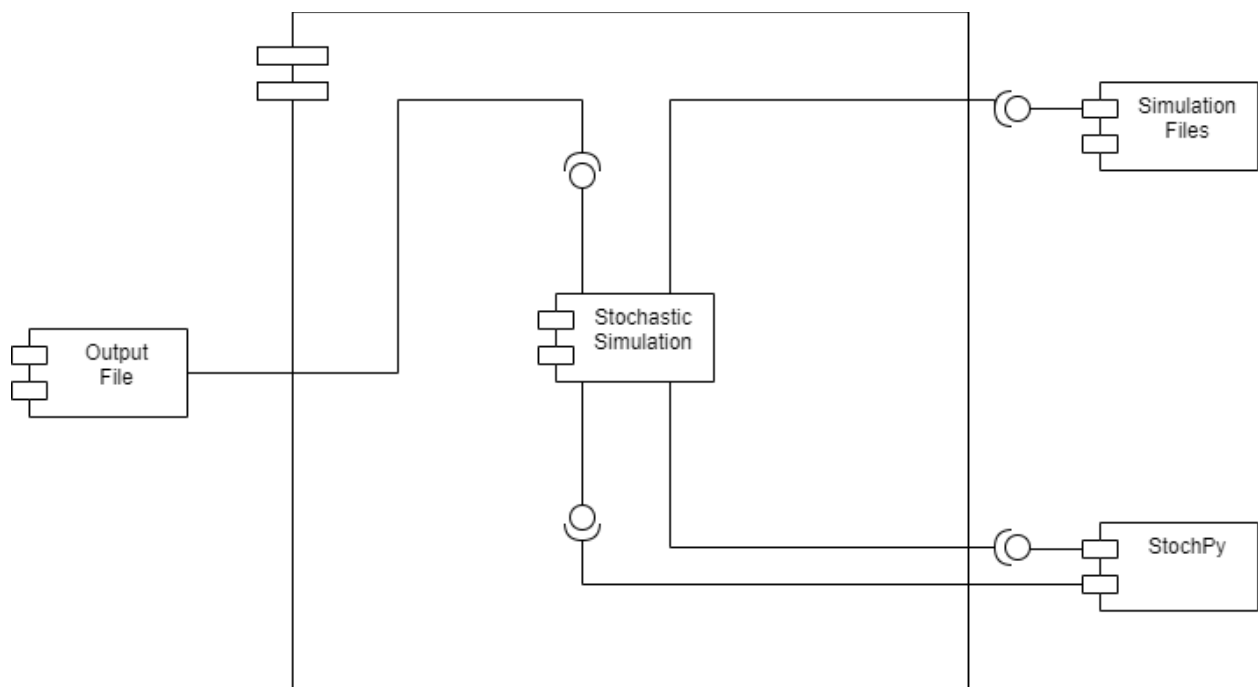 Simulation
Files
Stochastic
Simulation
Output
File
StochPy